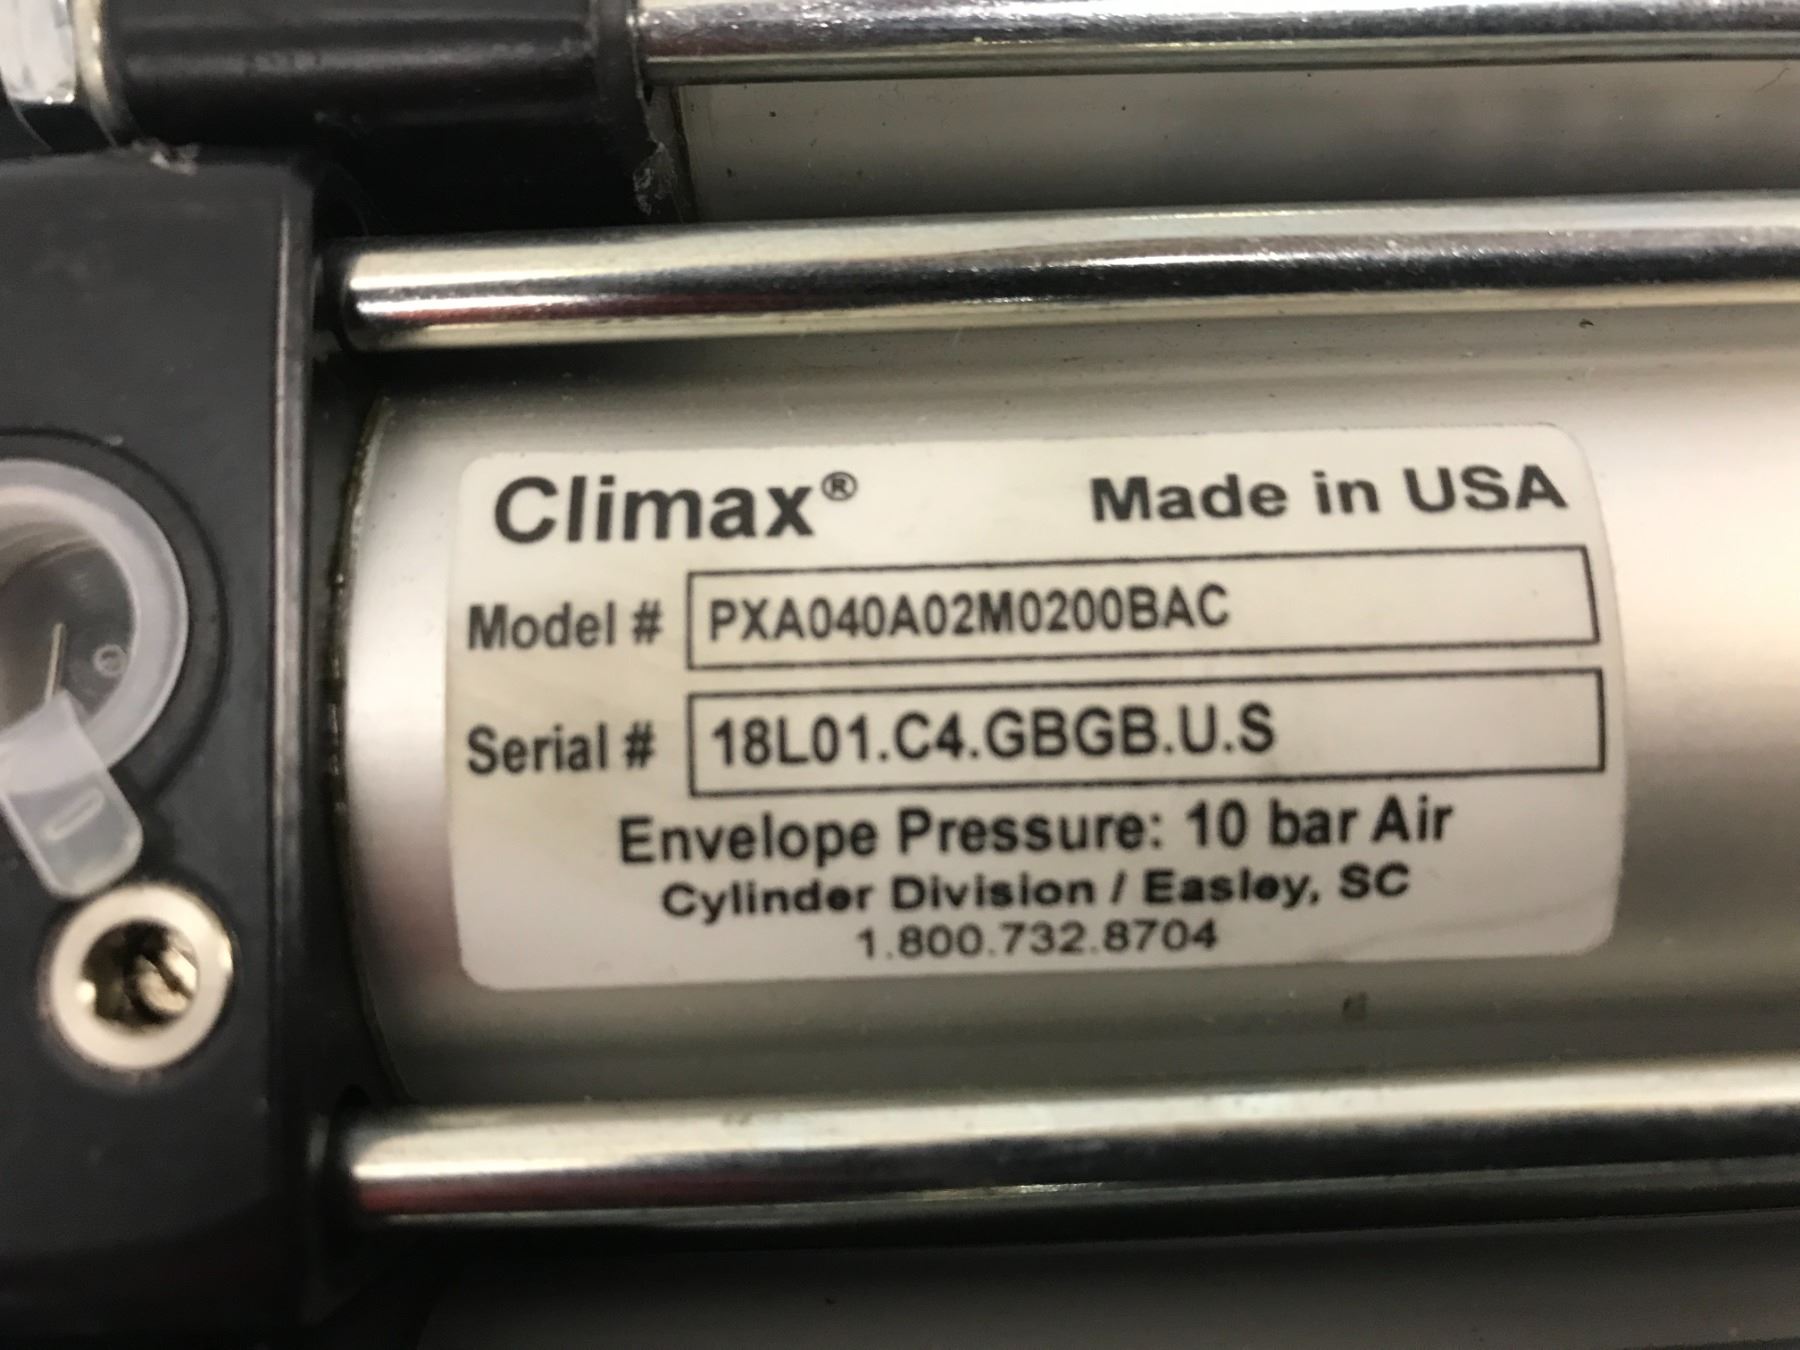 Climax® Made in USA
Model # PXA040A02M0200BAC
Serial # 18L01.C4.GBGB.U.S
Envelope Pressure: 10 bar Air
Cylinder Division / Easley, SC
1.800.732.8704